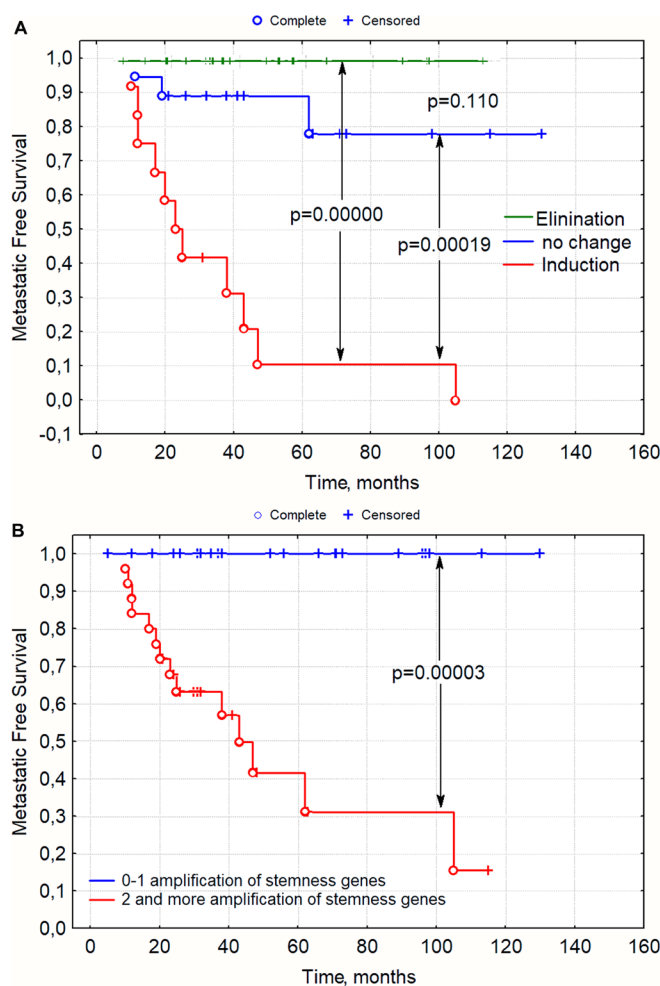 A
Complete Censored
1,0
0,9
0,8
0,7
0,6
0,5
0,4
0,3
0,2
0,1
0,0
-0,1
Metastatic Free Survival
p=0.110
p=0.00000
p=0.00019
Elinination
no change
Induction
0 20 40 60 80 100 120 140
Time, months
B
Complete Censored
1,0
0,9
0,8
0,7
0,6
0,5
0,4
0,3
0,2
0,1
0,0
Metastatic Free Survival
p=0.00003
0-1 amplification of stemness genes
2 and more amplification of stemness genes
0 20 40 60 80 100 120 140
Time, months